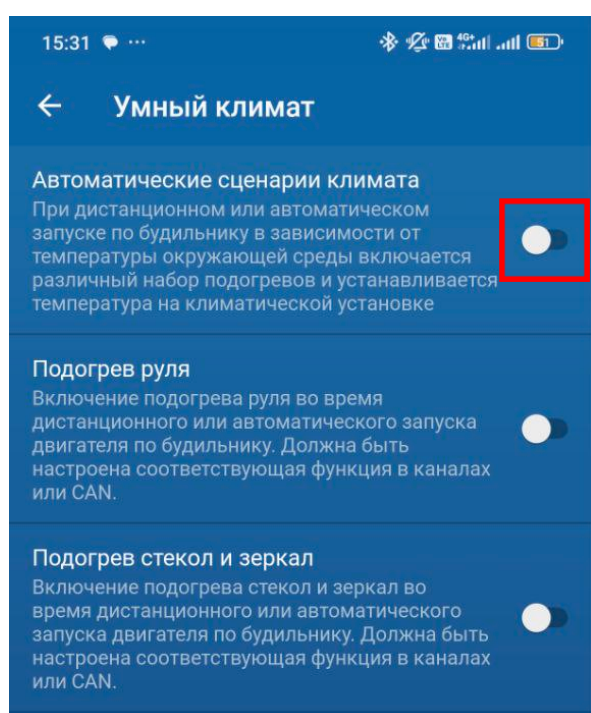 15:31
VoLTE 4G+ 51
Умный климат
Автоматические сценарии климата
При дистанционном или автоматическом
запуске по будильнику в зависимости от
температуры окружающей среды включается
различный набор подогревов и устанавливается
температура на климатической установке
Подогрев руля
Включение подогрева руля во время
дистанционного или автоматического запуска
двигателя по будильнику. Должна быть
настроена соответствующая функция в каналах
или CAN.
Подогрев стекол и зеркал
Включение подогрева стекол и зеркал во
время дистанционного или автоматического
запуска двигателя по будильнику. Должна быть
настроена соответствующая функция в каналах
или CAN.